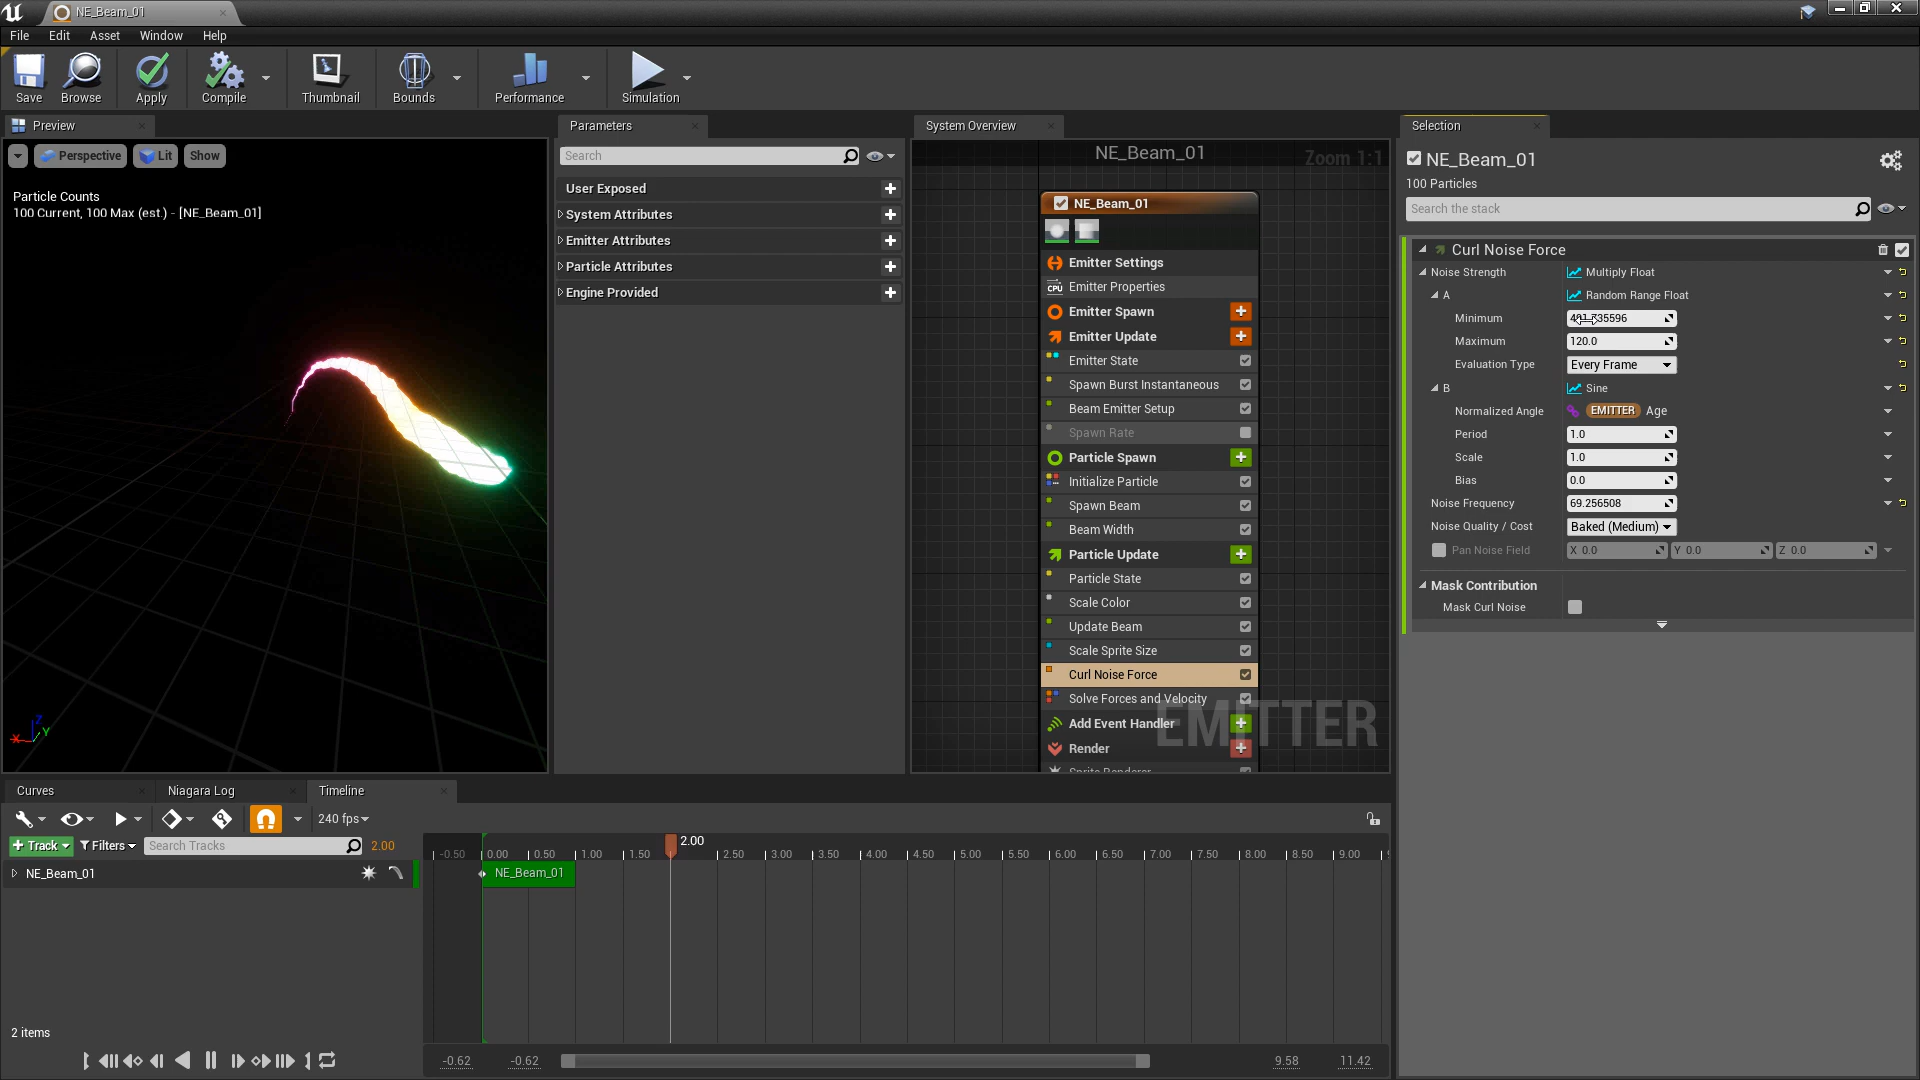 NE_Beam_01
File Edit Asset Window Help
Save Browse Apply Compile Thumbnail Bounds Performance Simulation
Preview
Perspective Lit Show
Particle Counts
100 Current, 100 Max (est.) - [NE_Beam_01]
Parameters
Search
User Exposed
System Attributes
Emitter Attributes
Particle Attributes
Engine Provided
System Overview
NE_Beam_01
Zoom 1:1
NE_Beam_01
Emitter Settings
CPU Emitter Properties
Emitter Spawn
Emitter Update
Emitter State
Spawn Burst Instantaneous
Beam Emitter Setup
Spawn Rate
Particle Spawn
Initialize Particle
Spawn Beam
Beam Width
Particle Update
Particle State
Scale Color
Update Beam
Scale Sprite Size
Curl Noise Force
Solve Forces and Velocity
Add Event Handler
Render
Sprite Renderer
EMITTER
Selection
NE_Beam_01
100 Particles
Search the stack
Curl Noise Force
Noise Strength Multiply Float
A Random Range Float
Minimum
Maximum 120.0
Evaluation Type Every Frame
B Sine
Normalized Angle EMITTER Age
Period 1.0
Scale 1.0
Bias 0.0
Noise Frequency 69.256508
Noise Quality / Cost Baked (Medium)
Pan Noise Field X 0.0 Y 0.0 Z 0.0
Mask Contribution
Mask Curl Noise
Curves Niagara Log Timeline
240 fps
+ Track Filters Search Tracks 2.00
2.00
-0.50 0.00 0.50 1.00 1.50 2.50 3.00 3.50 4.00 4.50 5.00 5.50 6.00 6.50 7.00 7.50 8.00 8.50 9.00
NE_Beam_01
NE_Beam_01
2 items
-0.62 -0.62 9.58 11.42
X Y Z